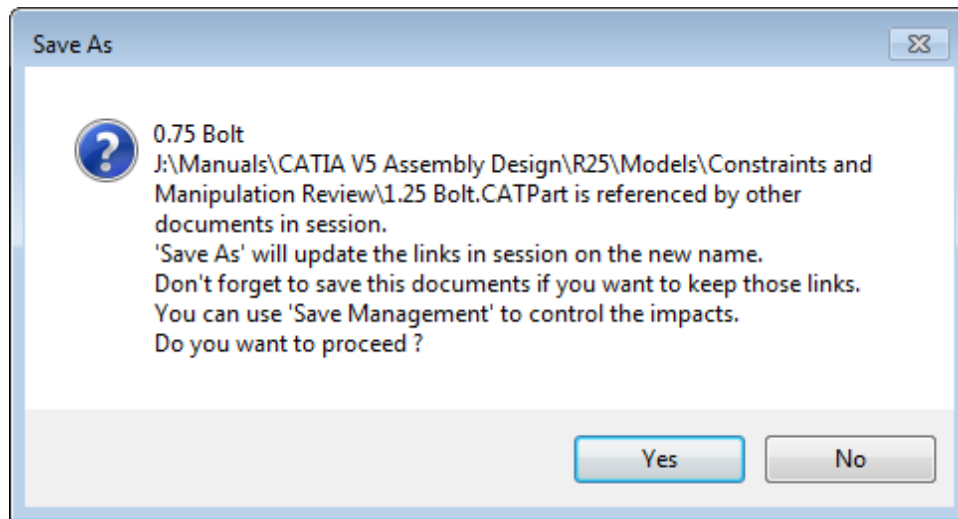 Save As
0.75 Bolt
J:\Manuals\CATIA V5 Assembly Design\R25\Models\Constraints and
Manipulation Review\1.25 Bolt.CATPart is referenced by other
documents in session.
'Save As' will update the links in session on the new name.
Don't forget to save this documents if you want to keep those links.
You can use 'Save Management' to control the impacts.
Do you want to proceed ?
Yes
No